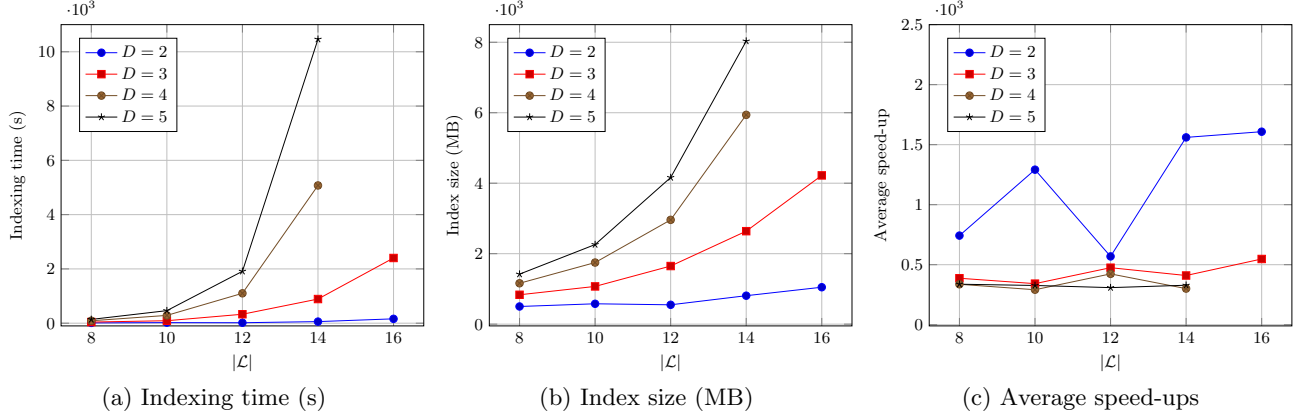 ·10³
Indexing time (s)
10
8
6
4
2
0
D = 2
D = 3
D = 4
D = 5
8 10 12 14 16
|ℒ|
(a) Indexing time (s)
·10³
Index size (MB)
8
6
4
2
0
D = 2
D = 3
D = 4
D = 5
8 10 12 14 16
|ℒ|
(b) Index size (MB)
·10³
Average speed-up
2.5
2
1.5
1
0.5
0
D = 2
D = 3
D = 4
D = 5
8 10 12 14 16
|ℒ|
(c) Average speed-ups